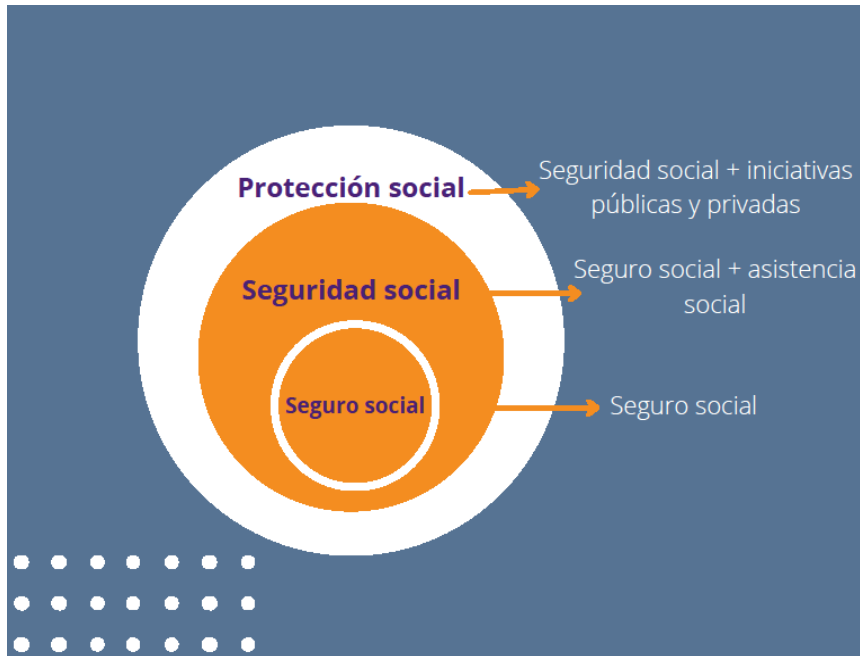 Protección social
Seguridad social + iniciativas
públicas y privadas
Seguridad social
Seguro social + asistencia
social
Seguro social
Seguro social